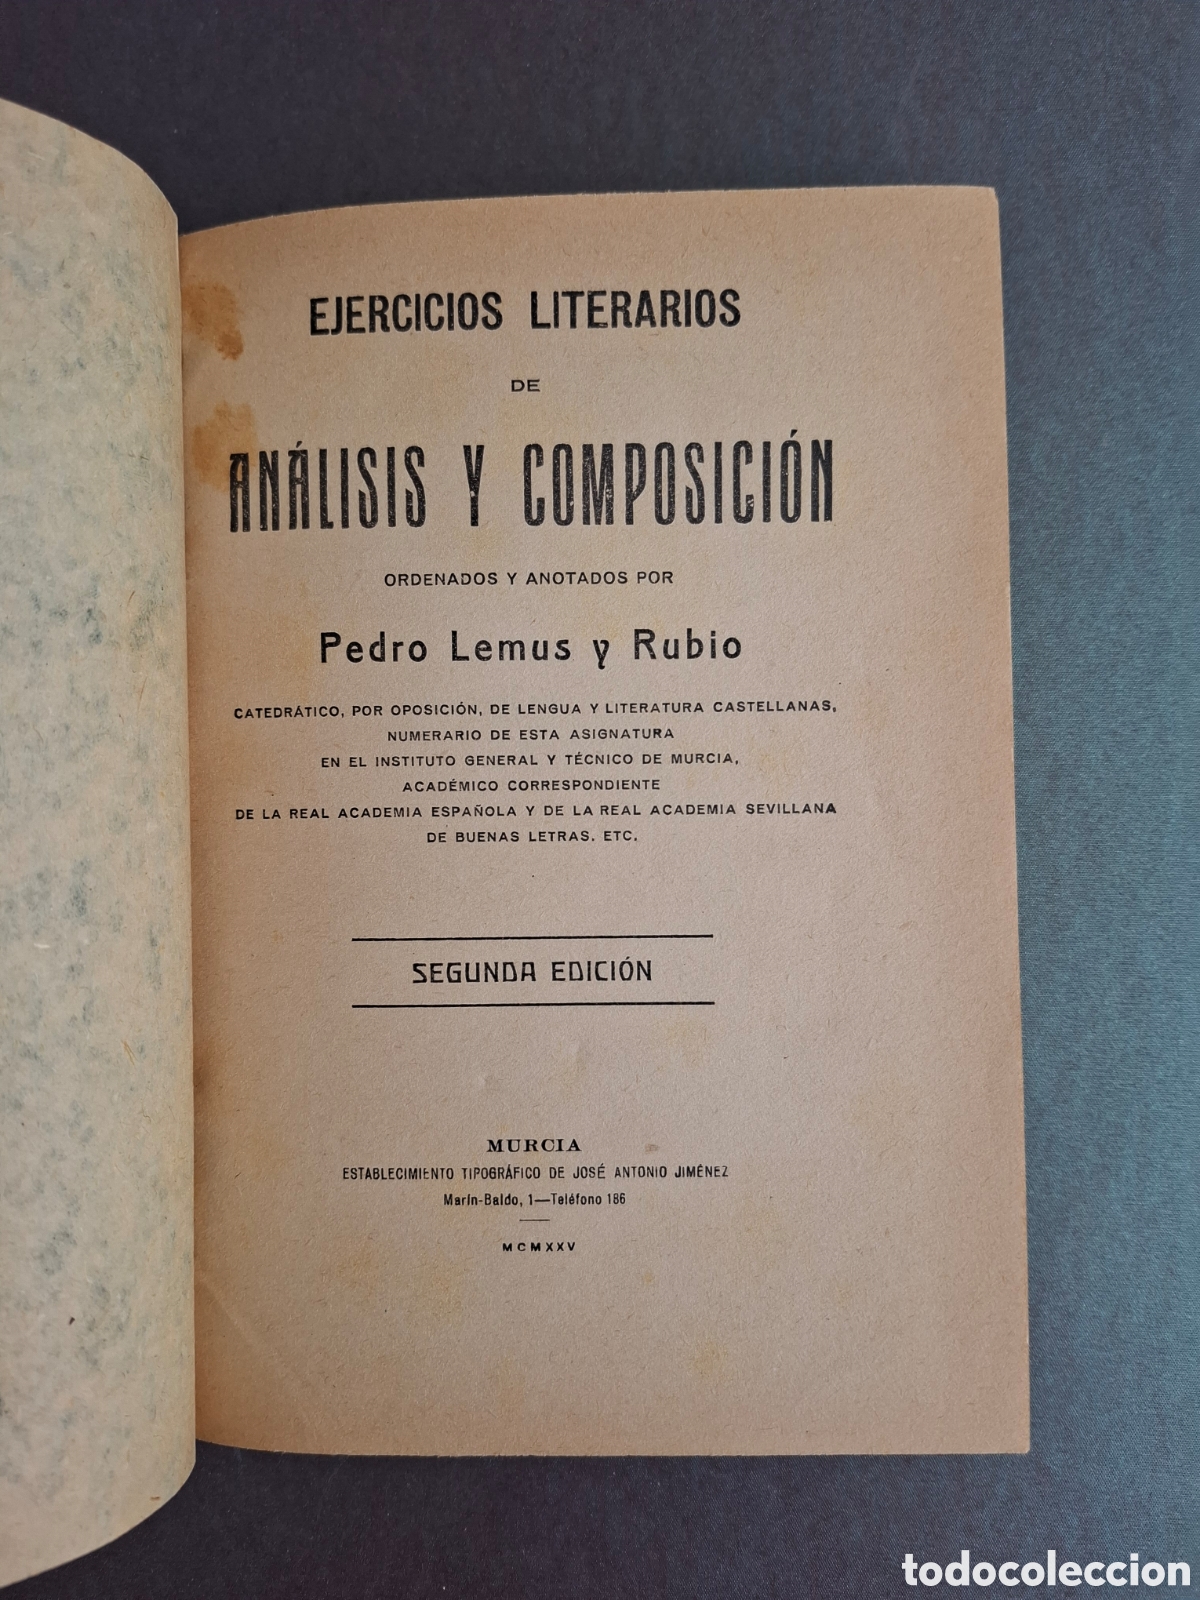 EJERCICIOS LITERARIOS
DE
ANÁLISIS Y COMPOSICIÓN
ORDENADOS Y ANOTADOS POR
Pedro Lemus y Rubio
CATEDRÁTICO, POR OPOSICIÓN, DE LENGUA Y LITERATURA CASTELLANAS,
NUMERARIO DE ESTA ASIGNATURA
EN EL INSTITUTO GENERAL Y TÉCNICO DE MURCIA,
ACADÉMICO CORRESPONDIENTE
DE LA REAL ACADEMIA ESPAÑOLA Y DE LA REAL ACADEMIA SEVILLANA
DE BUENAS LETRAS. ETC.
SEGUNDA EDICIÓN
MURCIA
ESTABLECIMIENTO TIPOGRÁFICO DE JOSÉ ANTONIO JIMÉNEZ
Marín-Baldo, 1—Teléfono 186
MCMXXV
todocoleccion